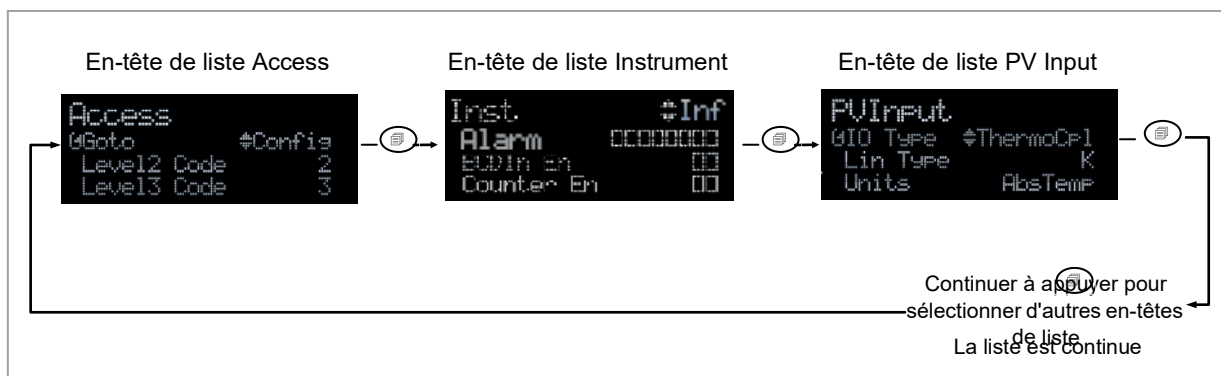 En-tête de liste Access
En-tête de liste Instrument
En-tête de liste PV Input
Access
Goto Config
Level2 Code 2
Level3 Code 3
Inst. Inf
Alarm
En
Counter En
PVInput
IO Type ThermoCpl
Lin Type K
Units AbsTemp
Continuer à appuyer pour
sélectionner d'autres en-têtes
de liste
La liste est continue